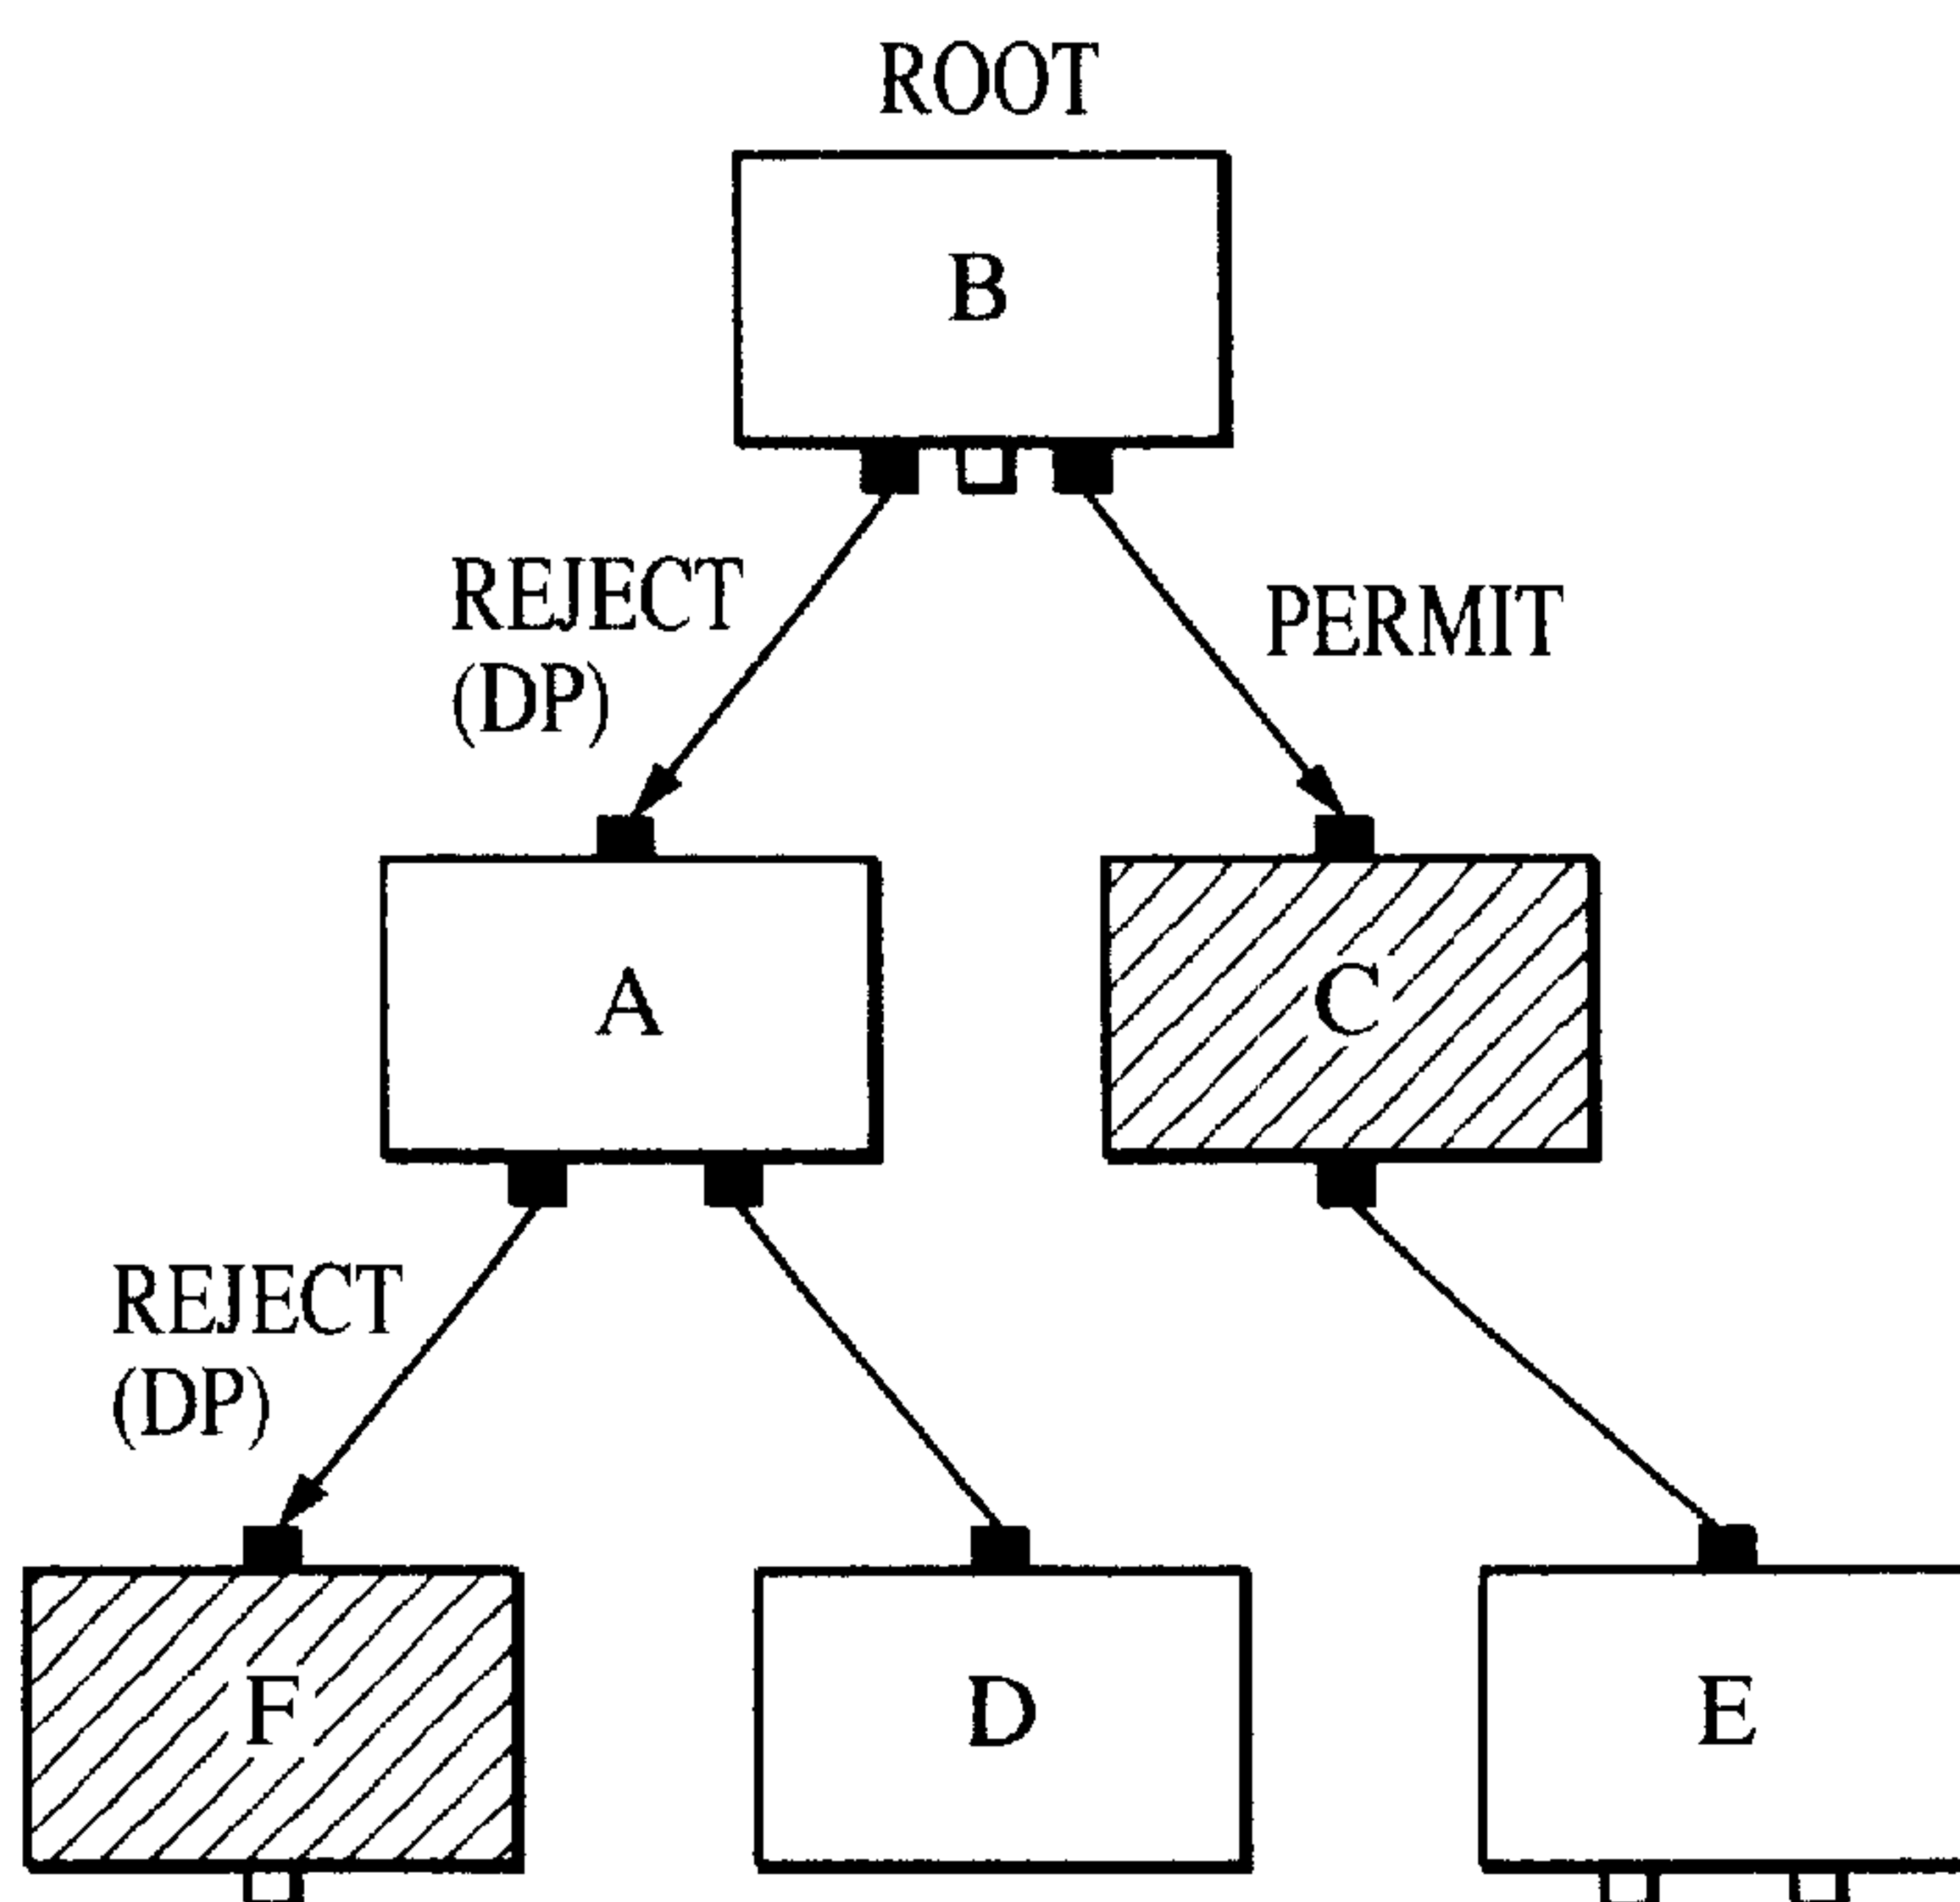 ROOT
B
REJECT
(DP)
PERMIT
A
C
REJECT
(DP)
F
D
E